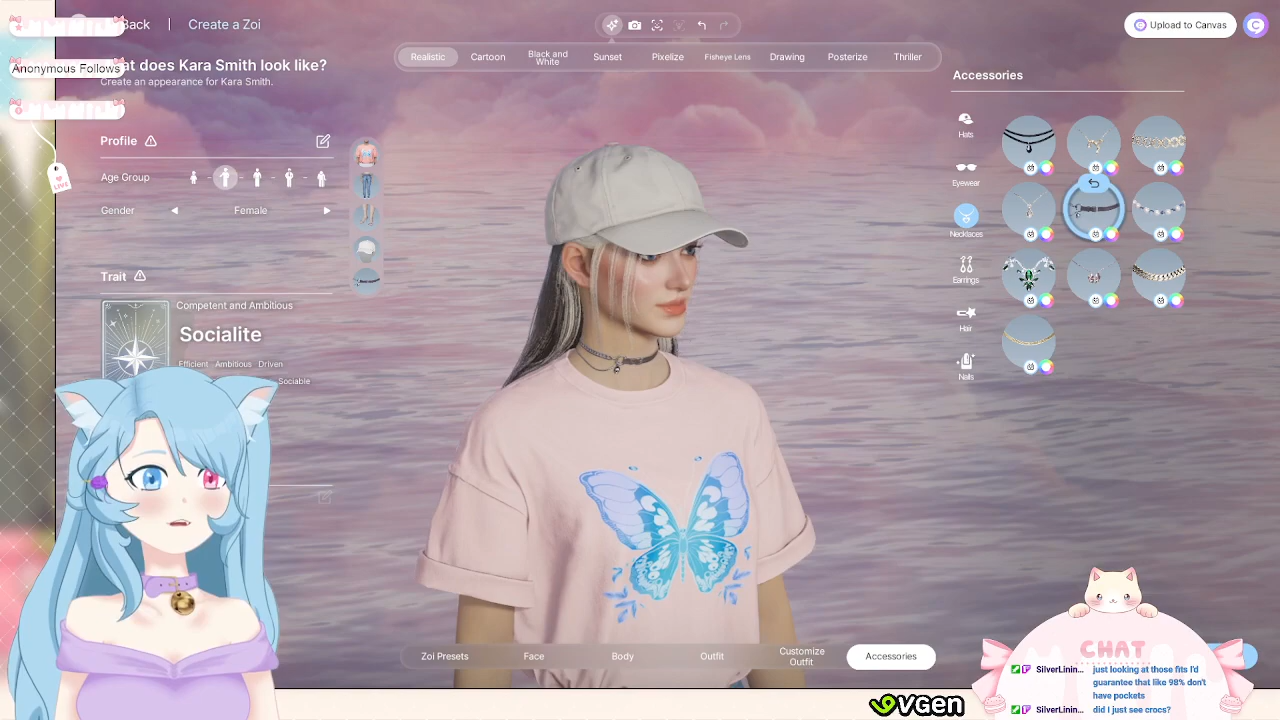 Back
Create a Zoi
Upload to Canvas
Anonymous Follows
at does Kara Smith look like?
Create an appearance for Kara Smith.
Realistic
Cartoon
Black and White
Sunset
Pixelize
Fisheye Lens
Drawing
Posterize
Thriller
Accessories
Profile
Age Group
Gender
Female
Trait
Competent and Ambitious
Socialite
Efficient Ambitious Driven
Sociable
Hats
Eyewear
Necklaces
Earrings
Hair
Nails
LIVE
Zoi Presets
Face
Body
Outfit
Customize
Outfit
Accessories
CHAT
SilverLinin... just looking at those fits I'd
guarantee that like 98% don't
have pockets
SilverLinin... did I just see crocs?
VGen